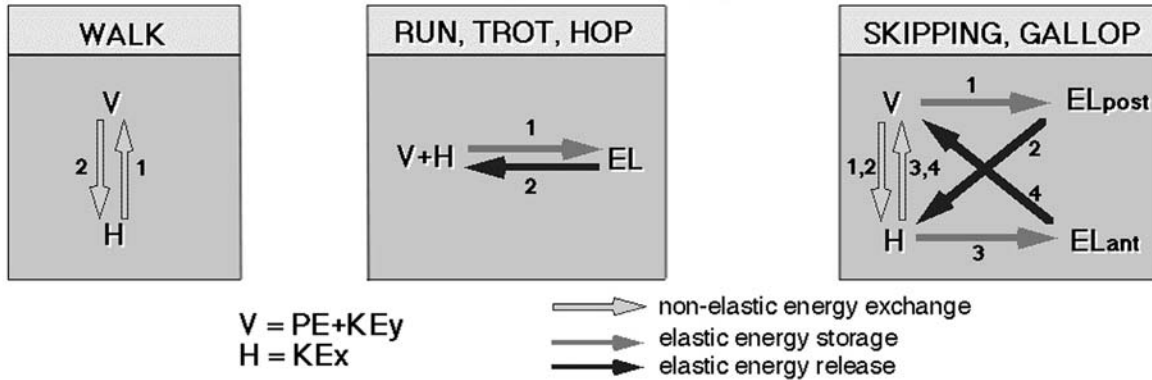 WALK
V
2
1
H
RUN, TROT, HOP
1
V+H
EL
2
SKIPPING, GALLOP
1
V
ELpost
2
1,2
3,4
4
H
ELant
3
V = PE+KEy
H = KEx
non-elastic energy exchange
elastic energy storage
elastic energy release